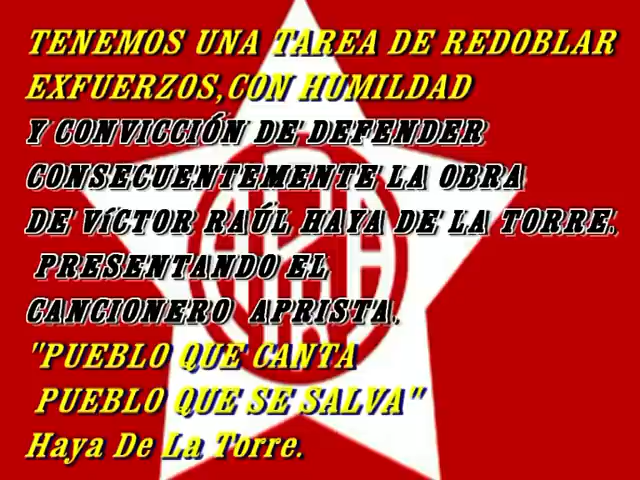 TENEMOS UNA TAREA DE REDOBLAR
EXFUERZOS,CON HUMILDAD
Y CONVICCIÓN DE DEFENDER
CONSECUENTEMENTE LA OBRA
DE VíCTOR RAÚL HAYA DE LA TORRE.
PRESENTANDO EL
CANCIONERO APRISTA.
"PUEBLO QUE CANTA
PUEBLO QUE SE SALVA"
Haya De La Torre.